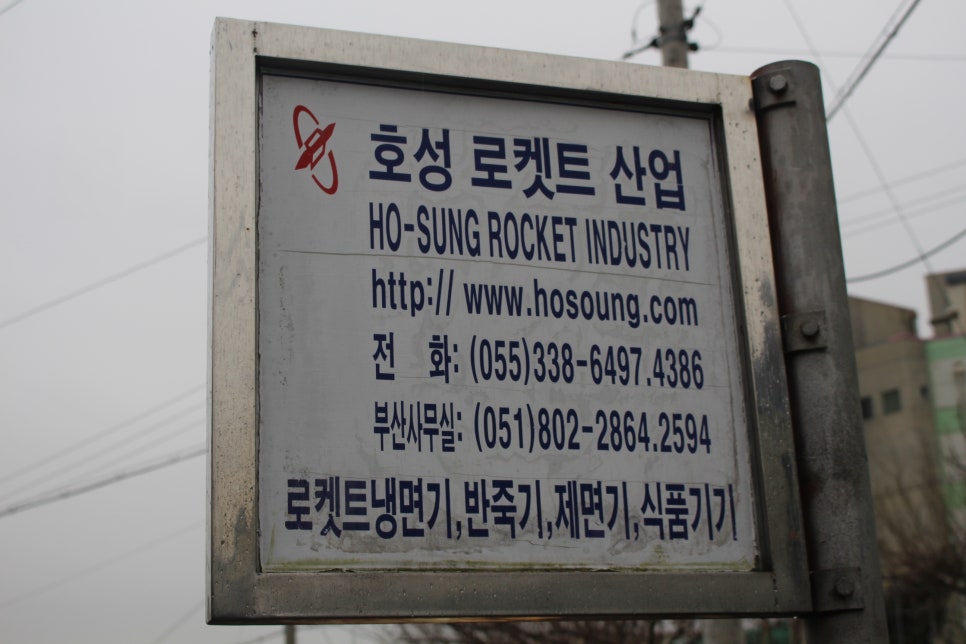 호성 로켓트 산업
HO-SUNG ROCKET INDUSTRY
http:// www.hosoung.com
전 화: (055)338-6497.4386
부산사무실: (051)802-2864.2594
로켓트냉면기,반죽기,제면기,식품기기